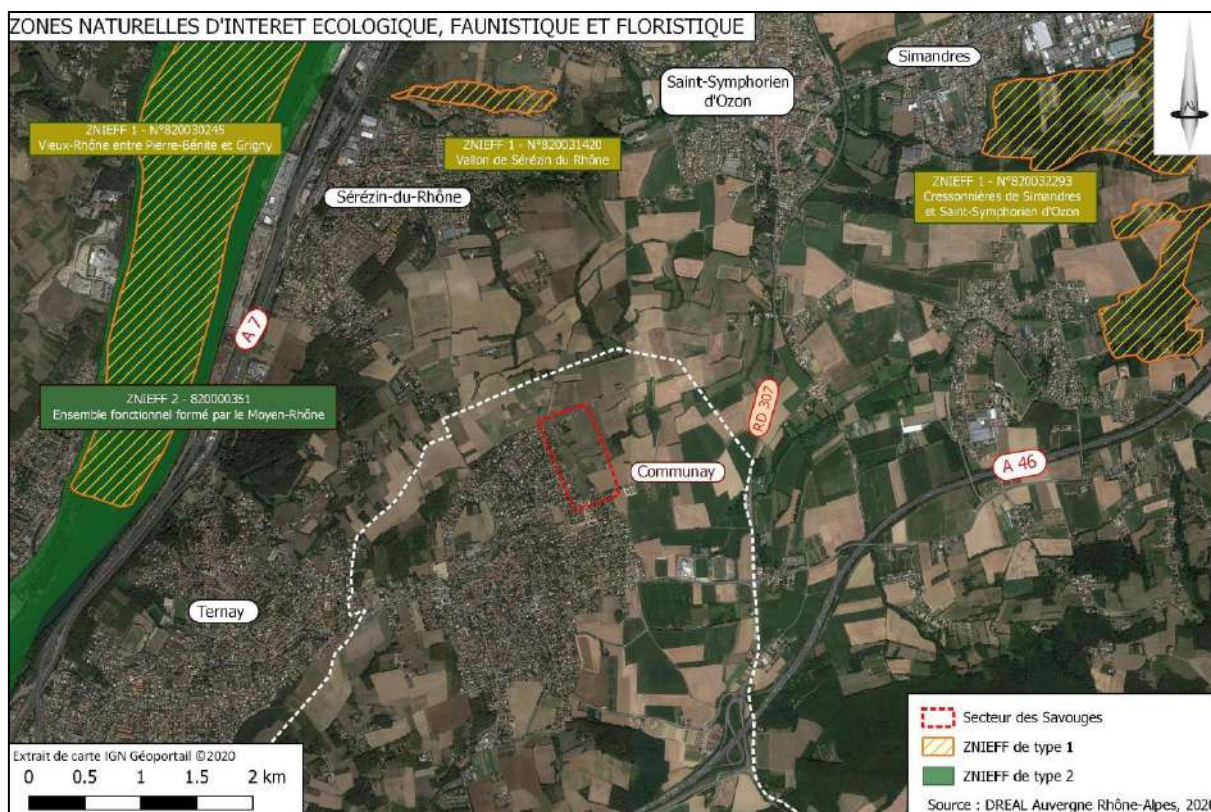 ZONES NATURELLES D'INTERET ECOLOGIQUE, FAUNISTIQUE ET FLORISTIQUE
Simandres
Saint-Symphorien
d'Ozon
ZNIEFF 1 - N°820030245
Vieux-Rhône entre Pierre-Bénite et Grigny
ZNIEFF 1 - N°820031420
Vallon de Sérézin du Rhône
ZNIEFF 1 - N°820032293
Cressonnières de Simandres
et Saint-Symphorien d'Ozon
Sérézin-du-Rhône
A 7
ZNIEFF 2 - 820000351
Ensemble fonctionnel formé par le Moyen-Rhône
RD 307
A 46
Communay
Ternay
Extrait de carte IGN Géoportail ©2020
0 0.5 1 1.5 2 km
Secteur des Savouges
ZNIEFF de type 1
ZNIEFF de type 2
Source : DREAL Auvergne Rhône-Alpes, 2020